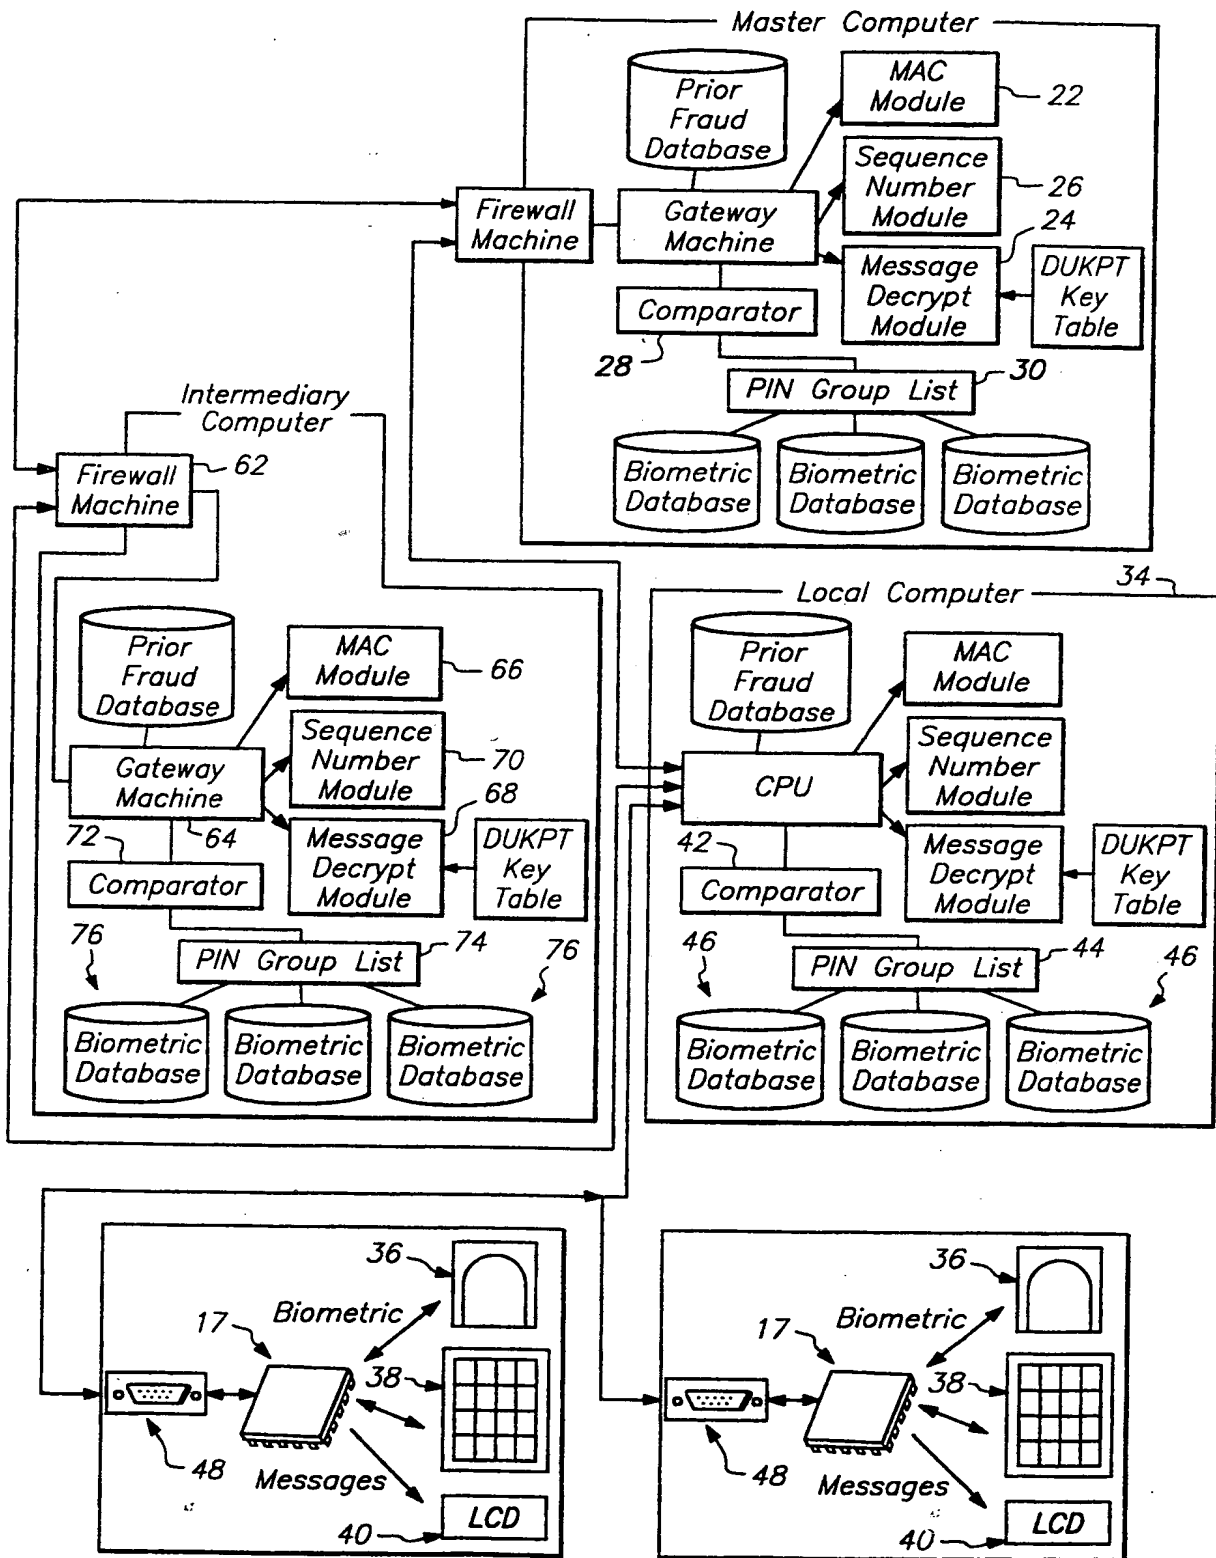 Master Computer
Prior
Fraud
Database
MAC
Module
22
Sequence
Number
Module
26
24
Firewall
Machine
Gateway
Machine
Message
Decrypt
Module
DUKPT
Key
Table
Comparator
28
PIN Group List
30
Biometric
Database
Biometric
Database
Biometric
Database
Intermediary
Computer
Firewall
Machine
62
Prior
Fraud
Database
MAC
Module
66
Sequence
Number
Module
70
Gateway
Machine
64
68
Message
Decrypt
Module
DUKPT
Key
Table
72
Comparator
74
PIN Group List
76
76
Biometric
Database
Biometric
Database
Biometric
Database
Local Computer
34
Prior
Fraud
Database
MAC
Module
Sequence
Number
Module
CPU
Message
Decrypt
Module
DUKPT
Key
Table
42
Comparator
44
PIN Group List
46
46
Biometric
Database
Biometric
Database
Biometric
Database
36
Biometric
17
38
48
Messages
LCD
40
36
Biometric
17
38
48
Messages
LCD
40